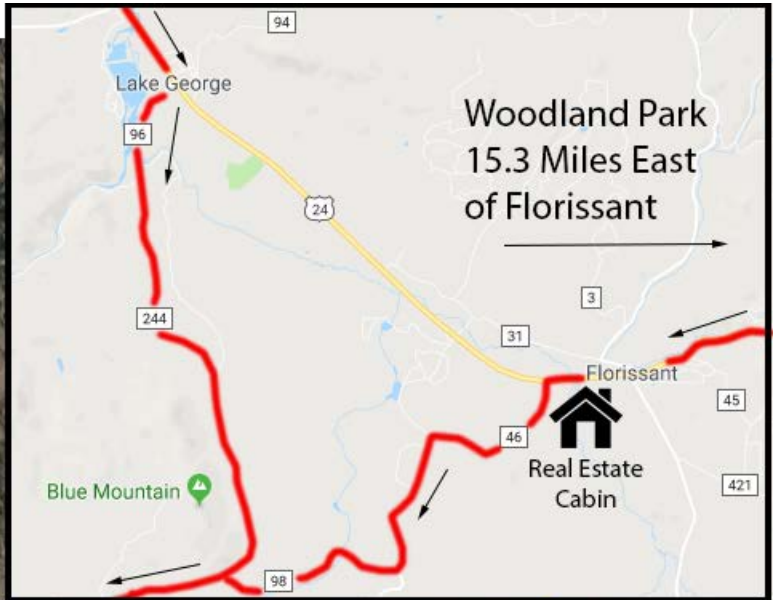 94
Lake George
96
Woodland Park
15.3 Miles East
of Florissant
24
3
244
31
Florissant
45
46
Real Estate
Cabin
421
Blue Mountain
98